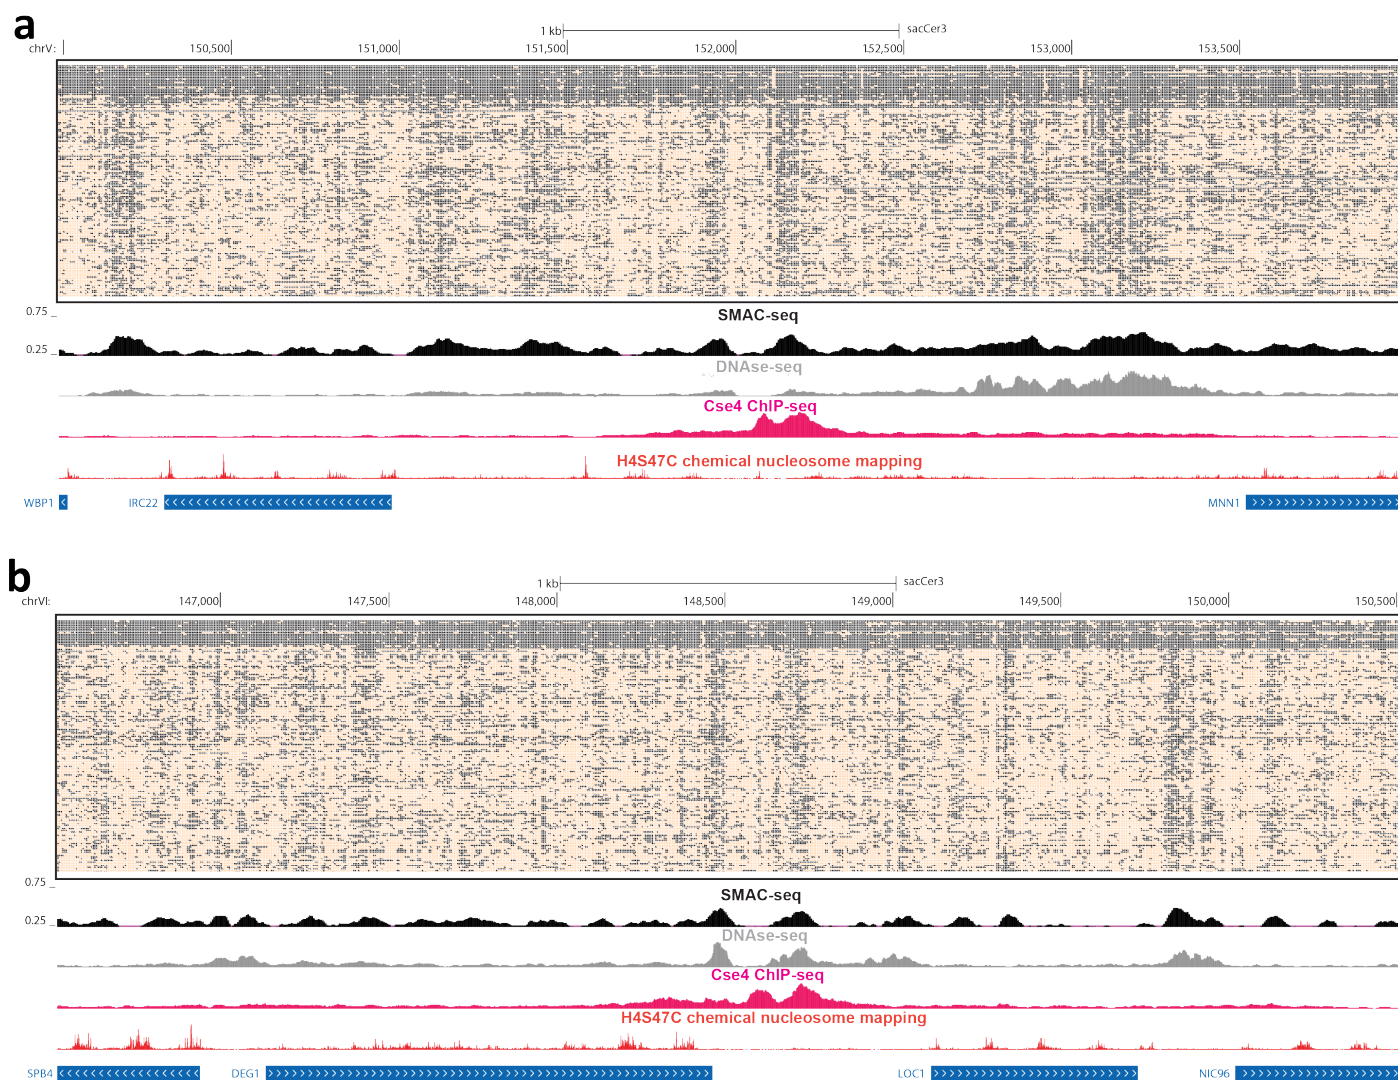 a
1 kb sacCer3
chrV: 150,500 151,000 151,500 152,000 152,500 153,000 153,500
0.75
SMAC-seq
0.25
DNAse-seq
Cse4 ChIP-seq
H4S47C chemical nucleosome mapping
WBP1 IRC22 MNN1
b
1 kb sacCer3
chrVI: 147,000 147,500 148,000 148,500 149,000 149,500 150,000 150,500
0.75
SMAC-seq
0.25
DNAse-seq
Cse4 ChIP-seq
H4S47C chemical nucleosome mapping
SPB4 DEG1 LOC1 NIC96